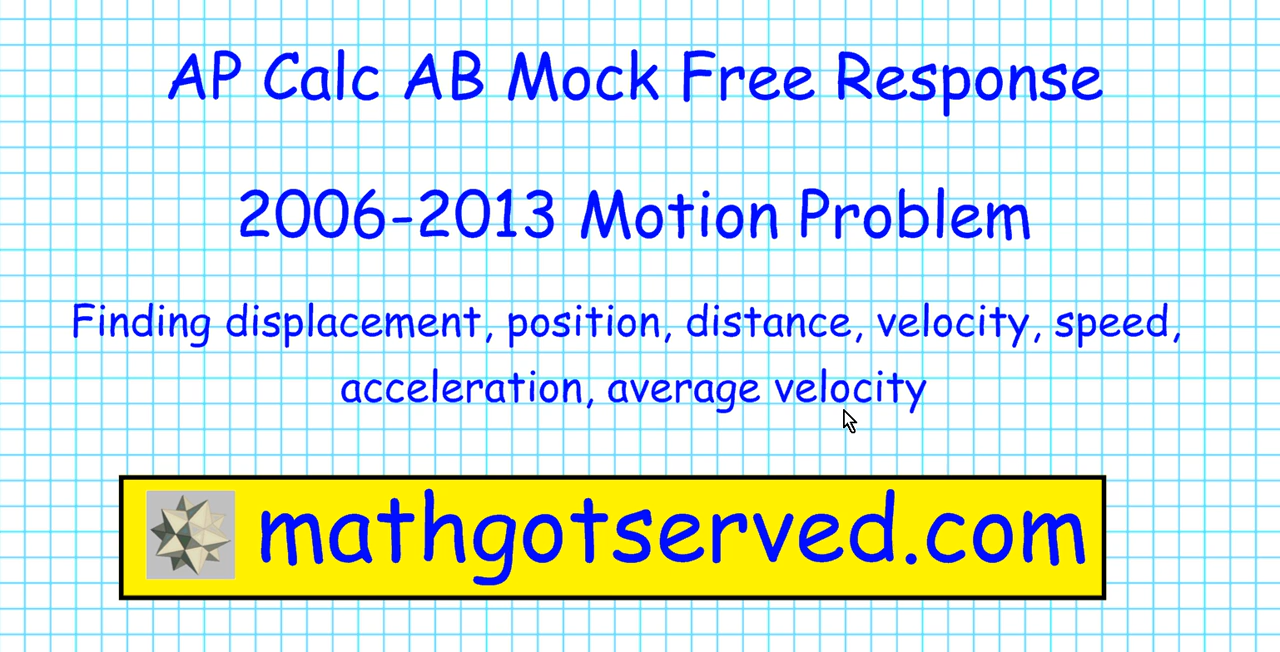 AP Calc AB Mock Free Response
2006-2013 Motion Problem
Finding displacement, position, distance, velocity, speed,
acceleration, average velocity
mathgotserved.com